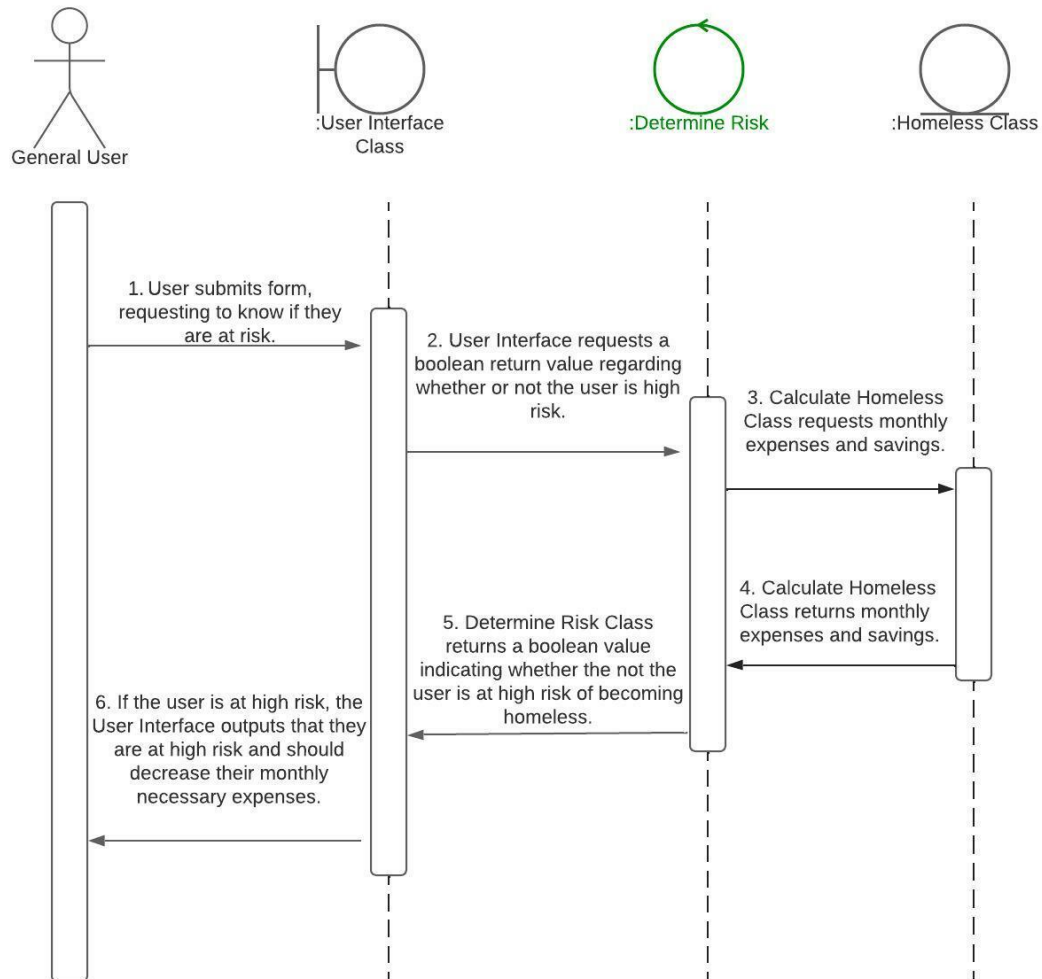 General User
:User Interface
Class
:Determine Risk
:Homeless Class
1. User submits form,
requesting to know if they
are at risk.
2. User Interface requests a
boolean return value regarding
whether or not the user is high
risk.
3. Calculate Homeless
Class requests monthly
expenses and savings.
4. Calculate Homeless
Class returns monthly
expenses and savings.
5. Determine Risk Class
returns a boolean value
indicating whether the not the
user is at high risk of becoming
homeless.
6. If the user is at high risk, the
User Interface outputs that they
are at high risk and should
decrease their monthly
necessary expenses.